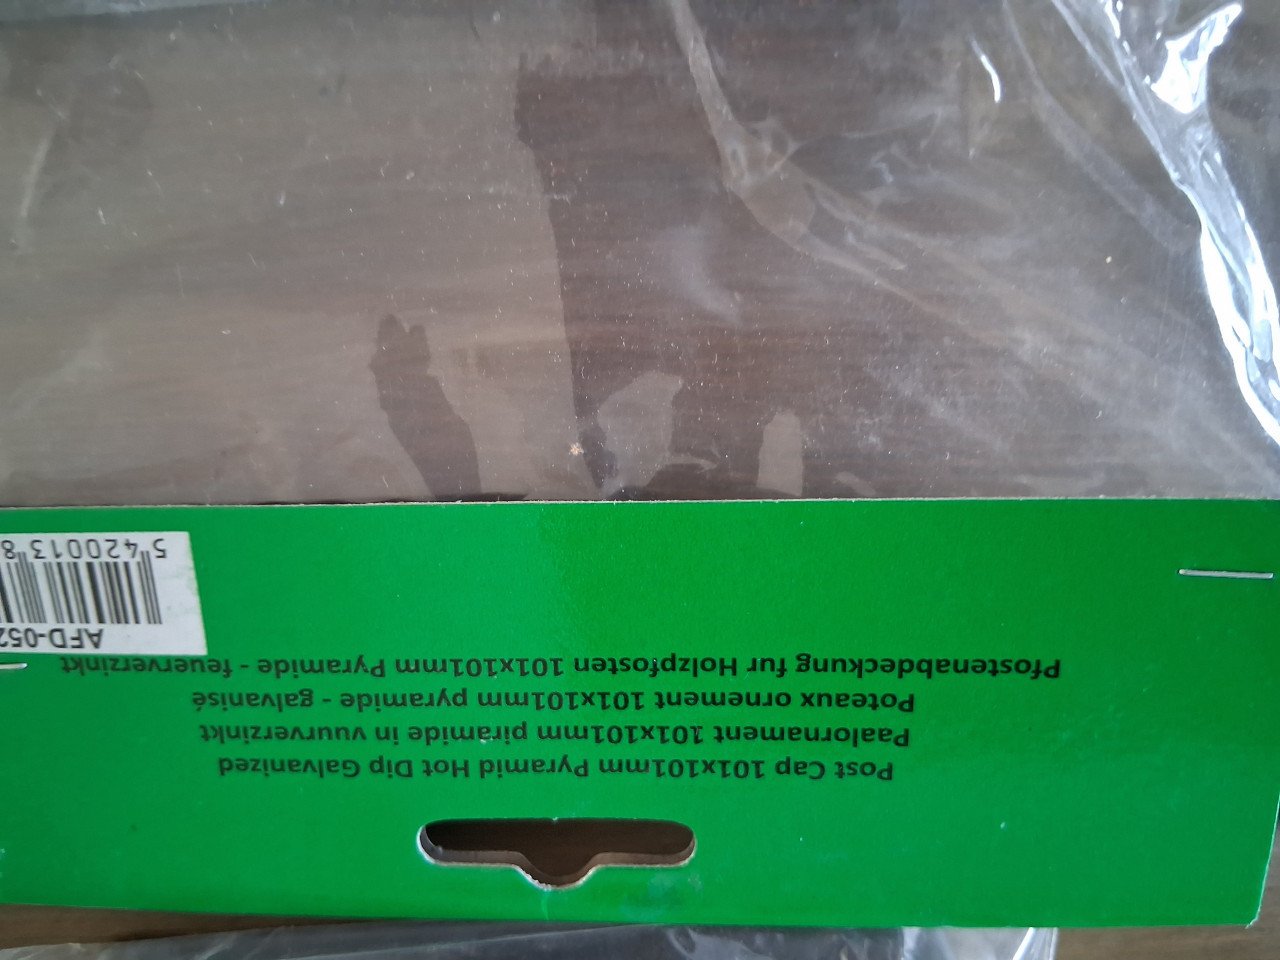 Post Cap 101x101mm Pyramid Hot Dip Galvanized
Paalornament 101x101mm piramide in vuurverzinkt
Poteaux ornement 101x101mm pyramide - galvanisé
Pfostenabdeckung fur Holzpfosten 101x101mm Pyramide - feuerverzinkt
AFD-052
5 420013 8